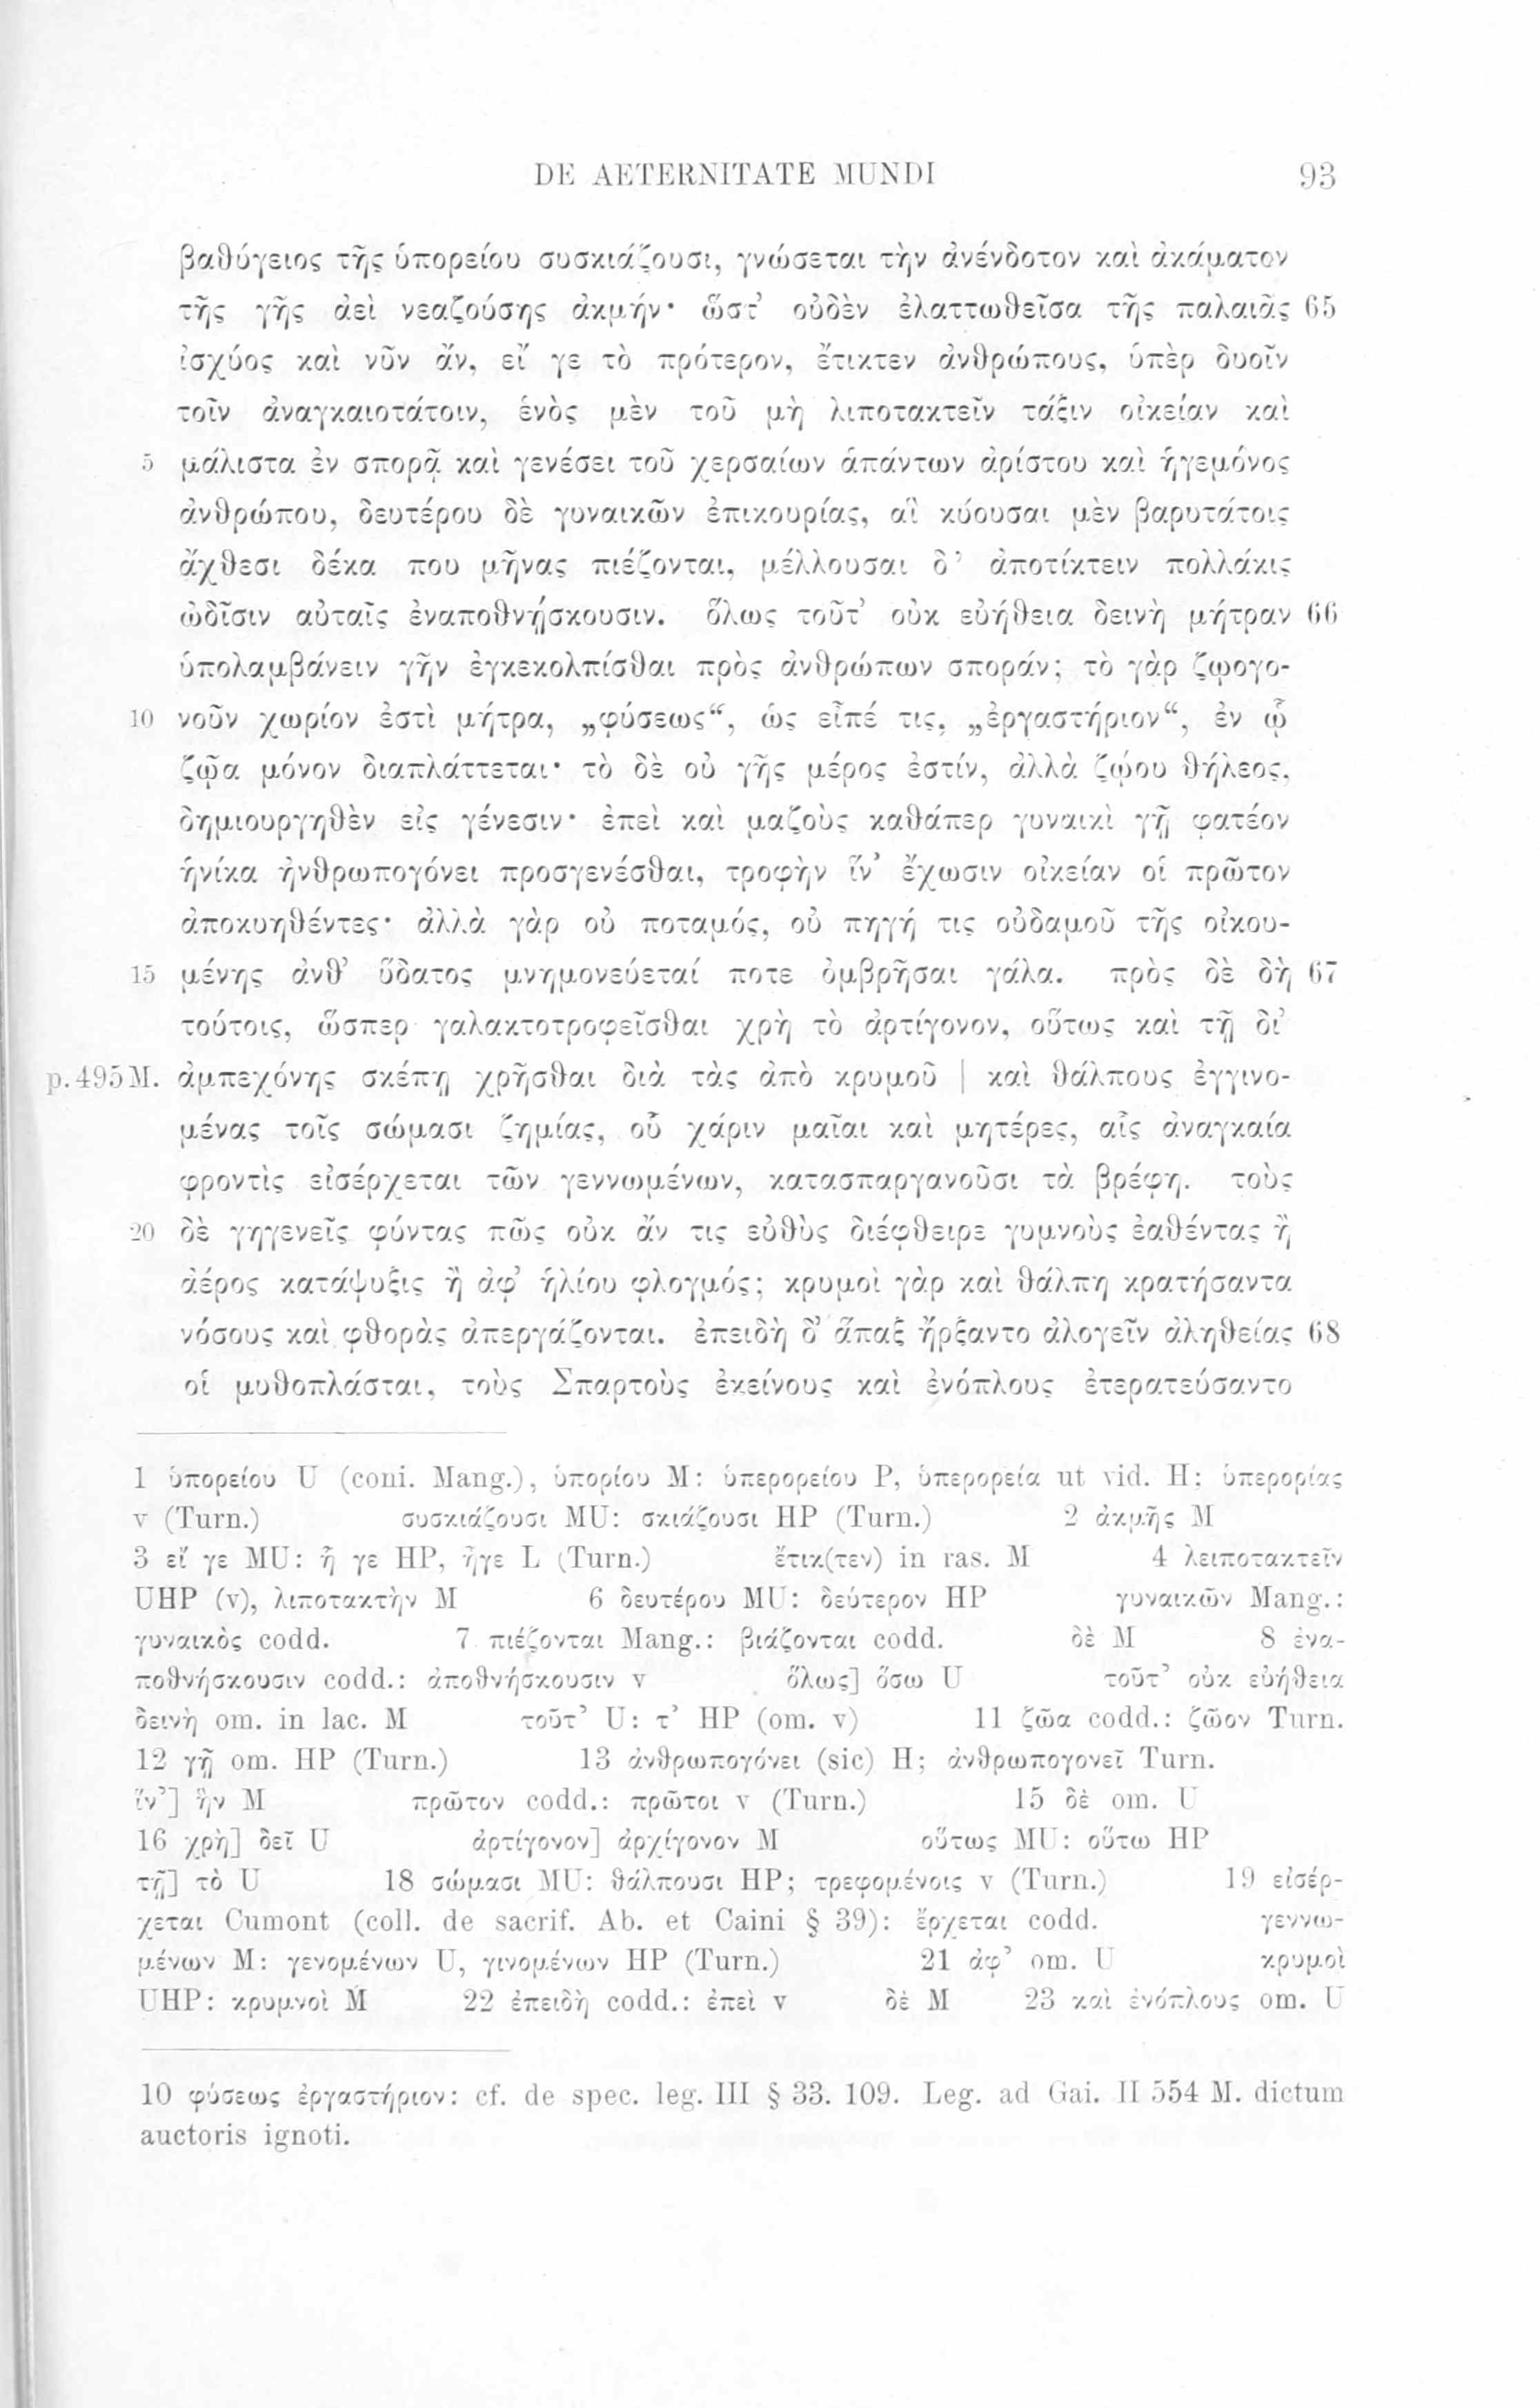 DE AETERNITATE MUNDI 93
βαθύγειος τῆς ὑπορείου συσκιάζουσι, γνώσεται τὴν ἀνένδοτον καὶ ἀκάματον
τῆς γῆς ἀεὶ νεαζούσης ἀκμήν· ὥστ’ οὐδὲν ἐλαττωθεῖσα τῆς παλαιᾶς 65
ἰσχύος καὶ νῦν ἄν, εἴ γε τὸ πρότερον, ἔτικτεν ἀνθρώπους, ὑπὲρ δυοῖν
τοῖν ἀναγκαιοτάτοιν, ἑνὸς μὲν τοῦ μὴ λιποτακτεῖν τάξιν οἰκείαν καὶ
5 μάλιστα ἐν σπορᾷ καὶ γενέσει τοῦ χερσαίων ἁπάντων ἀρίστου καὶ ἡγεμόνος
ἀνθρώπου, δευτέρου δὲ γυναικῶν ἐπικουρίας, αἳ κύουσαι μὲν βαρυτάτοις
ἄχθεσι δέκα που μῆνας πιέζονται, μέλλουσαι δ’ ἀποτίκτειν πολλάκις
ὠδῖσιν αὐταῖς ἐναποθνῄσκουσιν. ὅλως τοῦτ’ οὐκ εὐήθεια δεινὴ μήτραν 66
ὑπολαμβάνειν γῆν ἐγκεκολπίσθαι πρὸς ἀνθρώπων σποράν; τὸ γὰρ ζῳογο-
10 νοῦν χωρίον ἐστὶ μήτρα, „φύσεως“, ὡς εἶπέ τις, „ἐργαστήριον“, ἐν ᾧ
ζῷα μόνον διαπλάττεται· τὸ δὲ οὐ γῆς μέρος ἐστίν, ἀλλὰ ζῴου θήλεος,
δημιουργηθὲν εἰς γένεσιν· ἐπεὶ καὶ μαζοὺς καθάπερ γυναικὶ γῇ φατέον
ἡνίκα ἠνθρωπογόνει προσγενέσθαι, τροφὴν ἵν’ ἔχωσιν οἰκείαν οἱ πρῶτον
ἀποκυηθέντες· ἀλλὰ γὰρ οὐ ποταμός, οὐ πηγή τις οὐδαμοῦ τῆς οἰκου-
15 μένης ἀνθ’ ὕδατος μνημονεύεταί ποτε ὀμβρῆσαι γάλα. πρὸς δὲ δὴ 67
τούτοις, ὥσπερ γαλακτοτροφεῖσθαι χρὴ τὸ ἀρτίγονον, οὕτως καὶ τῇ δι’
p.495 M. ἀμπεχόνης σκέπῃ χρῆσθαι διὰ τὰς ἀπὸ κρυμοῦ | καὶ θάλπους ἐγγινο-
μένας τοῖς σώμασι ζημίας, οὗ χάριν μαῖαι καὶ μητέρες, αἷς ἀναγκαία
φροντὶς εἰσέρχεται τῶν γεννωμένων, κατασπαργανοῦσι τὰ βρέφη. τοὺς
20 δὲ γηγενεῖς φύντας πῶς οὐκ ἄν τις εὐθὺς διέφθειρε γυμνοὺς ἐαθέντας ἢ
ἀέρος κατάψυξις ἢ ἀφ’ ἡλίου φλογμός; κρυμοὶ γὰρ καὶ θάλπη κρατήσαντα
νόσους καὶ φθορὰς ἀπεργάζονται. ἐπειδὴ δ’ ἅπαξ ἤρξαντο ἀλογεῖν ἀληθείας 68
οἱ μυθοπλάσται, τοὺς Σπαρτοὺς ἐκείνους καὶ ἐνόπλους ἐτερατεύσαντο
1 ὑπορείου U (coni. Mang.), ὑπορίου M: ὑπερορείου P, ὑπερορεία ut vid. H; ὑπερορίας
v (Turn.) συσκιάζουσι MU: σκιάζουσι HP (Turn.) 2 ἀκμῆς M
3 εἴ γε MU: ἦ γε HP, ἦγε L (Turn.) ἔτικ(τεν) in ras. M 4 λειποτακτεῖν
UHP (v), λιποτακτὴν M 6 δευτέρου MU: δεύτερον HP γυναικῶν Mang.:
γυναικὸς codd. 7 πιέζονται Mang.: βιάζονται codd. δὲ M 8 ἐνα-
ποθνήσκουσιν codd.: ἀποθνήσκουσιν v ὅλως] ὅσω U τοῦτ’ οὐκ εὐήθεια
δεινὴ om. in lac. M τοῦτ’ U: τ’ HP (om. v) 11 ζῶα codd.: ζῶον Turn.
12 γῇ om. HP (Turn.) 13 ἀνθρωπογόνει (sic) H; ἀνθρωπογονεῖ Turn.
ἵν’] ἣν M πρῶτον codd.: πρῶτοι v (Turn.) 15 δὲ om. U
16 χρὴ] δεῖ U ἀρτίγονον] ἀρχίγονον M οὕτως MU: οὕτω HP
τῇ] τὸ U 18 σώμασι MU: θάλπουσι HP; τρεφομένοις v (Turn.) 19 εἰσέρ-
χεται Cumont (coll. de sacrif. Ab. et Caini § 39): ἔρχεται codd. γεννω-
μένων M: γενομένων U, γινομένων HP (Turn.) 21 ἀφ’ om. U κρυμοὶ
UHP: κρυμνοὶ M 22 ἐπειδὴ codd.: ἐπεὶ v δὲ M 23 καὶ ἐνόπλους om. U
10 φύσεως ἐργαστήριον: cf. de spec. leg. III § 33. 109. Leg. ad Gai. II 554 M. dictum
auctoris ignoti.